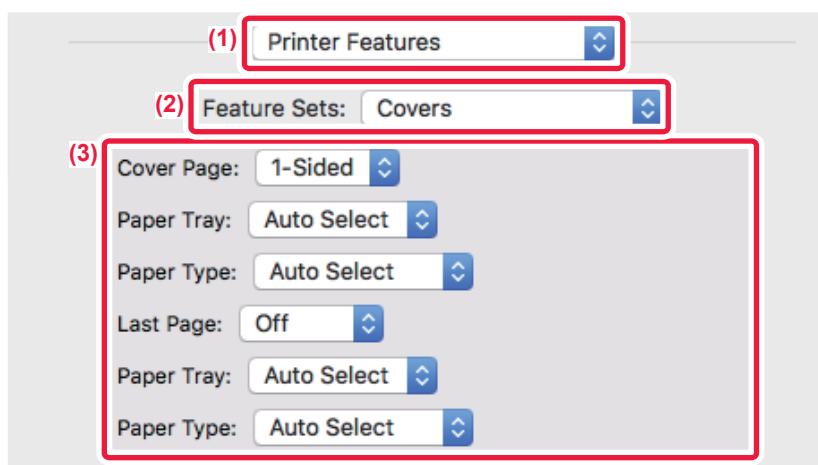 (1) Printer Features
(2) Feature Sets: Covers
(3)
Cover Page: 1-Sided
Paper Tray: Auto Select
Paper Type: Auto Select
Last Page: Off
Paper Tray: Auto Select
Paper Type: Auto Select